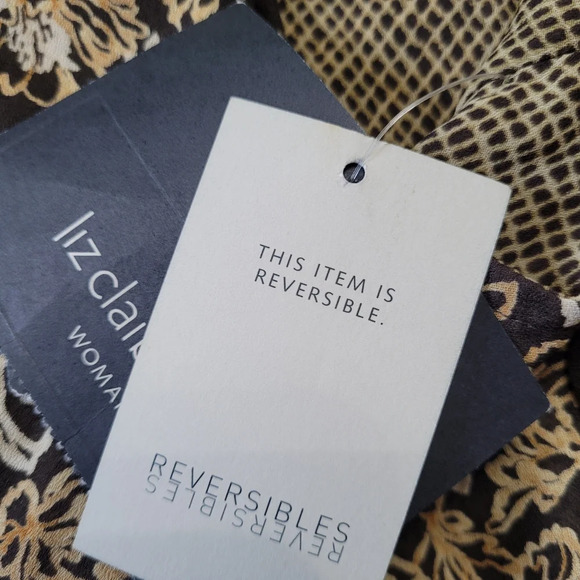 liz clai
WOMA
THIS ITEM IS
REVERSIBLE.
REVERSIBLES
REVERSIBLES